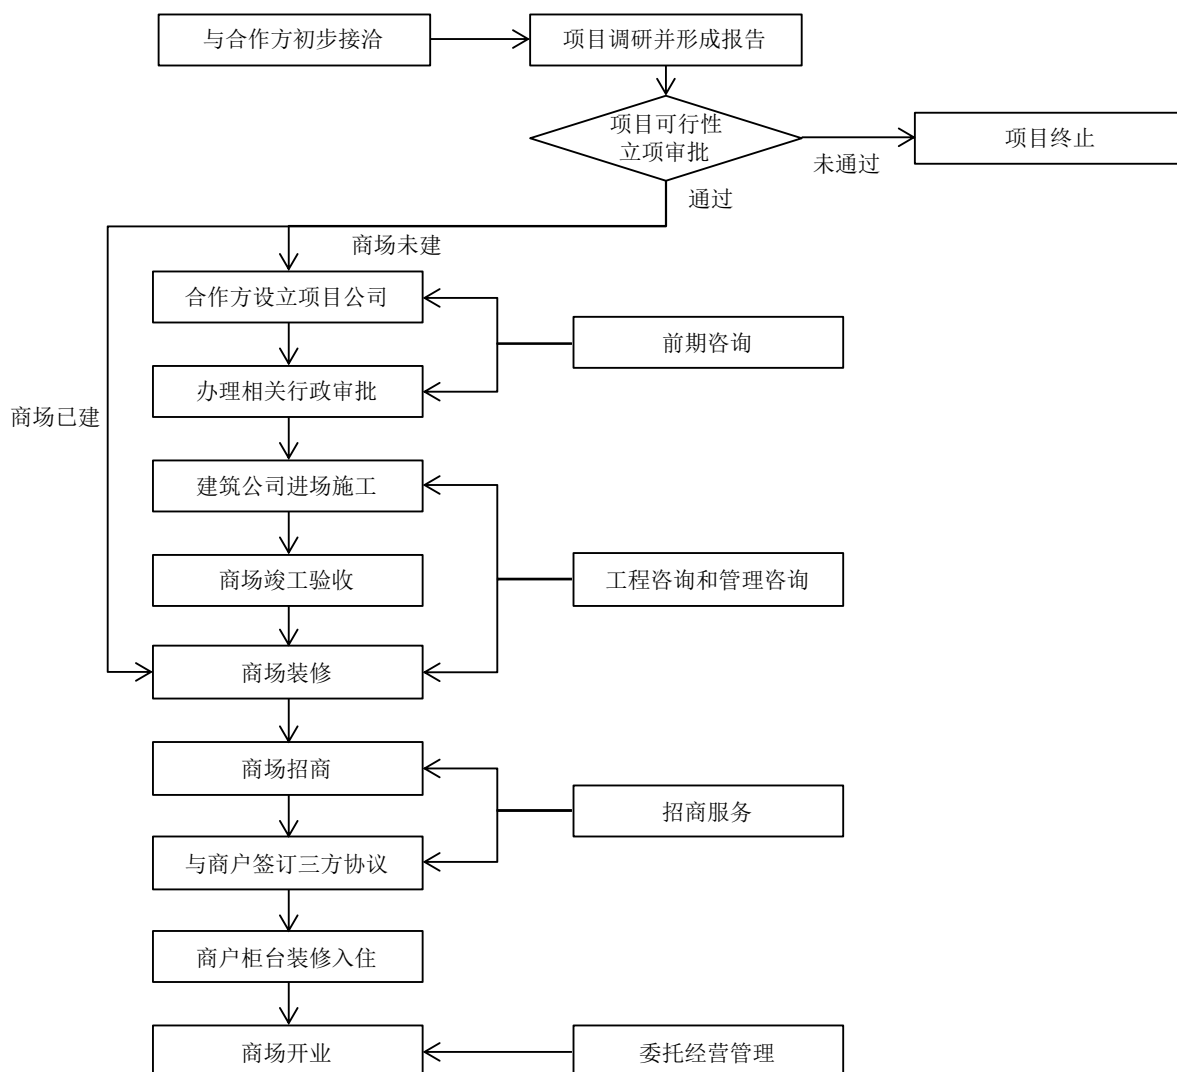 与合作方初步接洽
项目调研并形成报告
项目可行性
立项审批
项目终止
未通过
通过
商场未建
合作方设立项目公司
前期咨询
办理相关行政审批
商场已建
建筑公司进场施工
商场竣工验收
工程咨询和管理咨询
商场装修
商场招商
招商服务
与商户签订三方协议
商户柜台装修入住
商场开业
委托经营管理